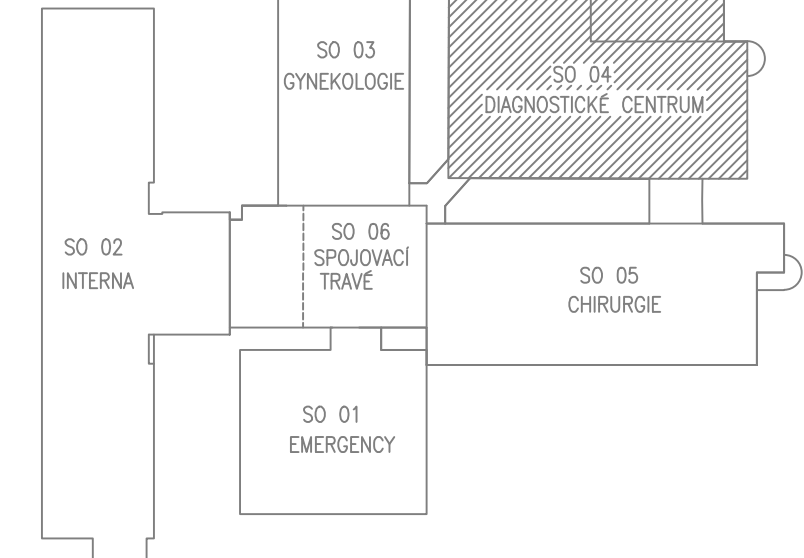 SO 03
GYNEKOLOGIE
SO 04
DIAGNOSTICKÉ CENTRUM
SO 02
INTERNA
SO 06
SPOJOVACÍ
TRAVÉ
SO 05
CHIRURGIE
SO 01
EMERGENCY